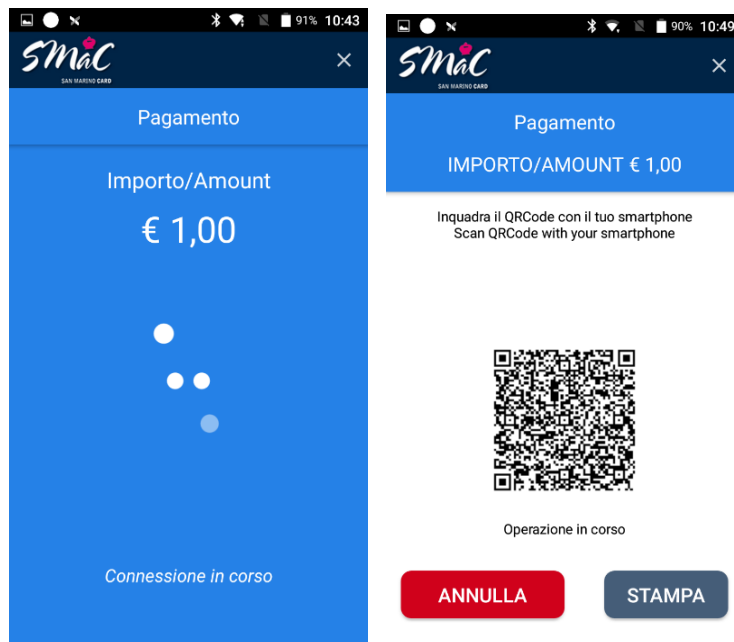 91% 10:43
SMaC
SAN MARINO CARD
Pagamento
Importo/Amount
€ 1,00
Connessione in corso
90% 10:49
SMaC
SAN MARINO CARD
Pagamento
IMPORTO/AMOUNT € 1,00
Inquadra il QRCode con il tuo smartphone
Scan QRCode with your smartphone
Operazione in corso
ANNULLA
STAMPA